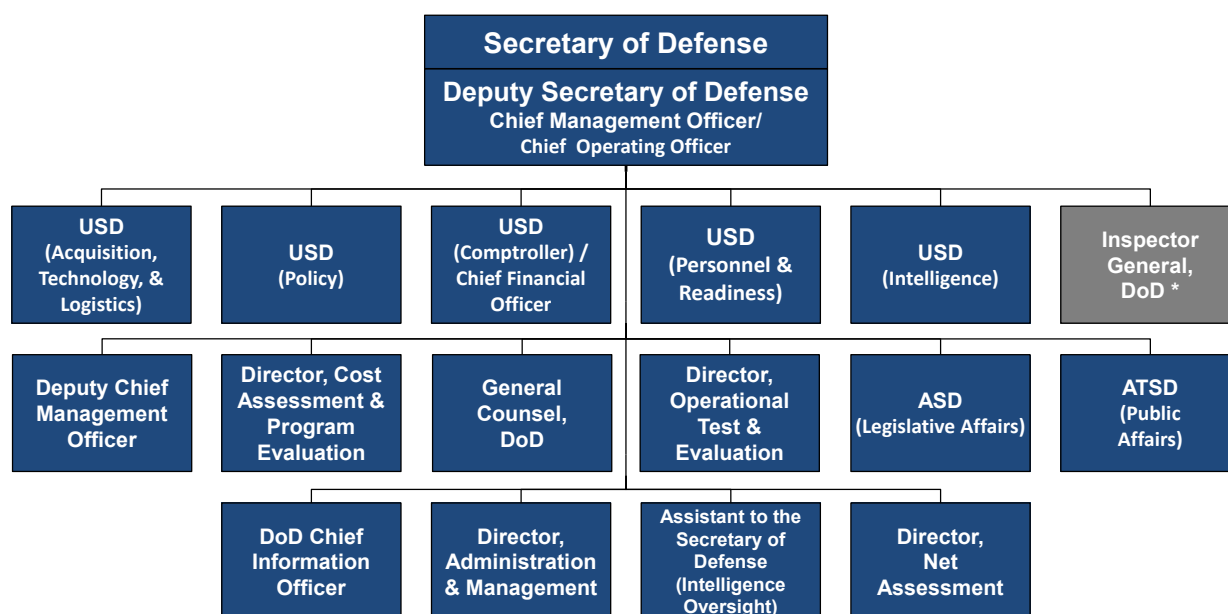 Secretary of Defense
Deputy Secretary of Defense
Chief Management Officer/
Chief Operating Officer
USD
(Acquisition,
Technology, &
Logistics)
USD
(Policy)
USD
(Comptroller) /
Chief Financial
Officer
USD
(Personnel &
Readiness)
USD
(Intelligence)
Inspector
General,
DoD *
Deputy Chief
Management
Officer
Director, Cost
Assessment &
Program
Evaluation
General
Counsel,
DoD
Director,
Operational
Test &
Evaluation
ASD
(Legislative Affairs)
ATSD
(Public
Affairs)
DoD Chief
Information
Officer
Director,
Administration
& Management
Assistant to the
Secretary of
Defense
(Intelligence
Oversight)
Director,
Net
Assessment